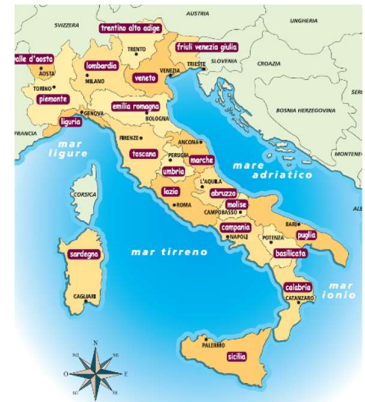 AUSTRIA
SVIZZERA
UNGHERIA
trentino alto adige
friuli venezia giulia
TRENTO
valle d'aosta
lombardia
SLOVENIA
CROAZIA
AOSTA
MILANO
veneto
VENEZIA
TRIESTE
TORINO
piemonte
emilia romagna
GENOVA
BOLOGNA
BOSNIA HERZEGOVINA
liguria
FRANCIA
FIRENZE
ANCONA
mar
ligure
toscana
PERUGIA
marche
umbria
mare
adriatico
L'AQUILA
CORSICA
lazio
ROMA
abruzzo
molise
CAMPOBASSO
campania
NAPOLI
BARI
puglia
POTENZA
basilicata
sardegna
mar tirreno
calabria
CATANZARO
mar
ionio
CAGLIARI
PALERMO
sicilia
N
O
E
S